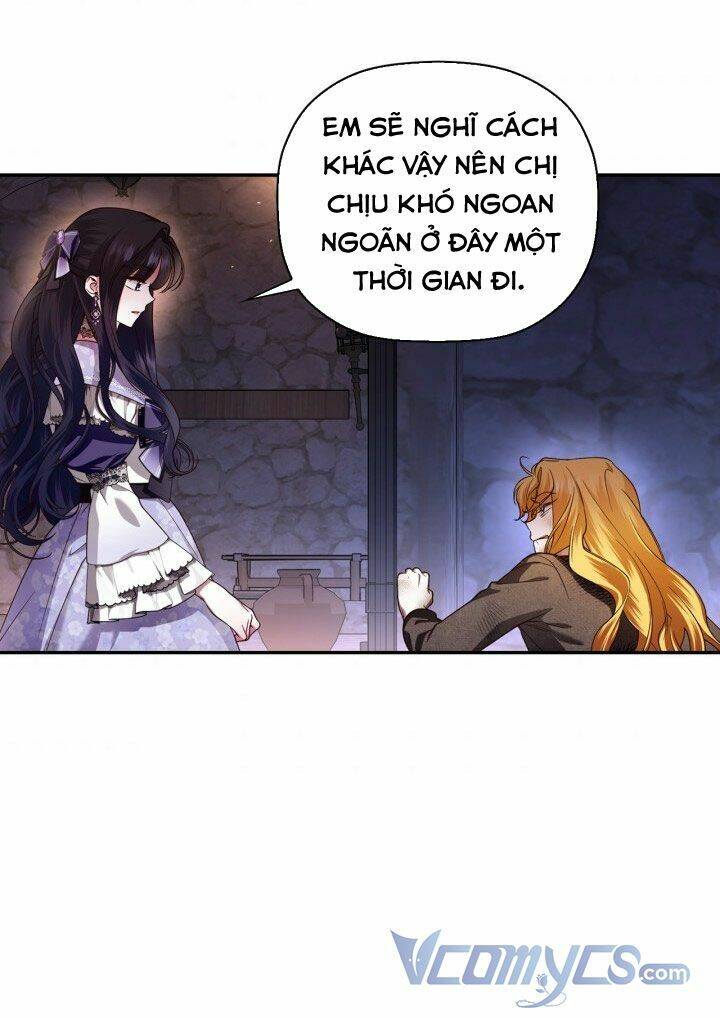 EM SẼ NGHĨ CÁCH
KHÁC VẬY NÊN CHỊ
CHỊU KHÓ NGOAN
NGOÃN Ở ĐÂY MỘT
THỜI GIAN ĐI.
VCOMYCS.com